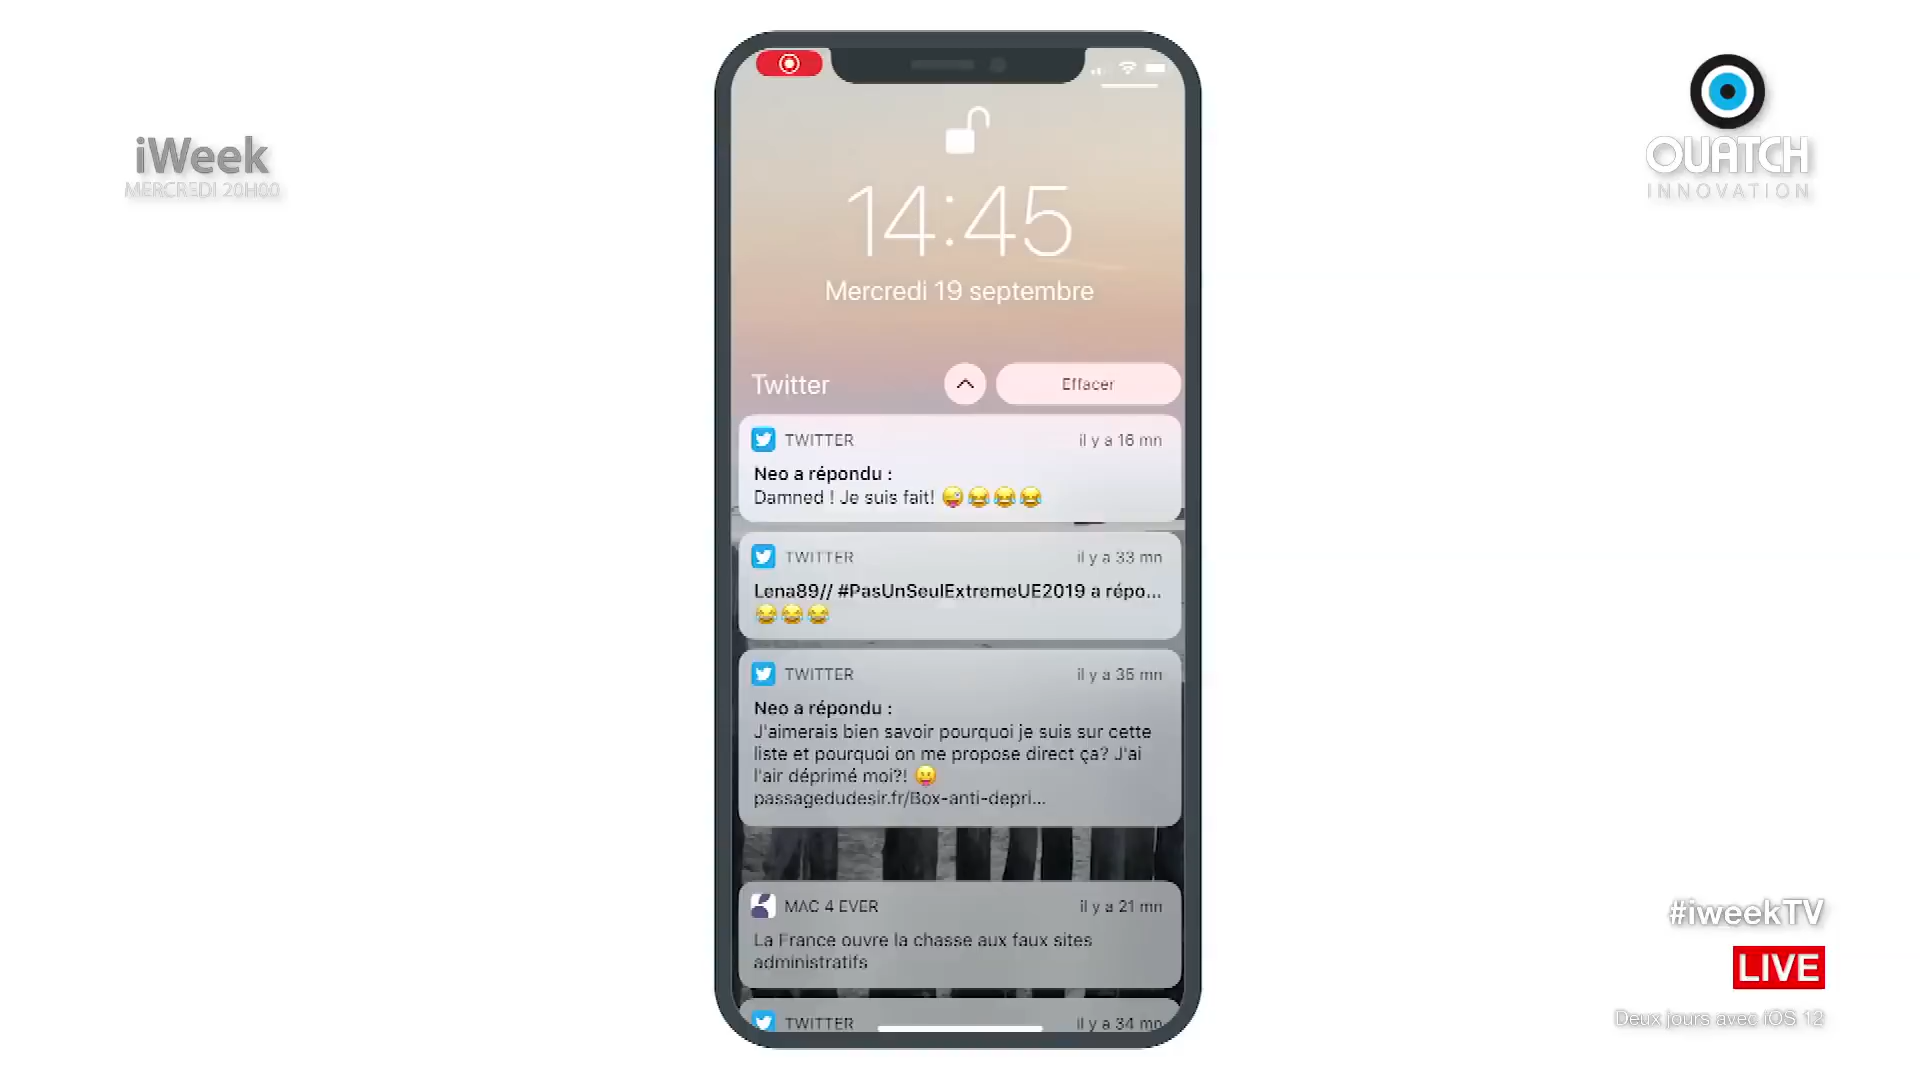 iWeek
MERCREDI 20H00
OUATCH
INNOVATION
14:45
Mercredi 19 septembre
Twitter
Effacer
TWITTER
il y a 16 mn
Neo a répondu :
Damned ! Je suis fait! 😜😂😂😂
TWITTER
il y a 33 mn
Lena89// #PasUnSeulExtremeUE2019 a répo...
😂😂😂
TWITTER
il y a 35 mn
Neo a répondu :
J'aimerais bien savoir pourquoi je suis sur cette
liste et pourquoi on me propose direct ça? J'ai
l'air déprimé moi?! 😛
passagedudesir.fr/Box-anti-depri...
MAC 4 EVER
il y a 21 mn
La France ouvre la chasse aux faux sites
administratifs
TWITTER
il y a 34 mn
#iweekTV
LIVE
Deux jours avec iOS 12